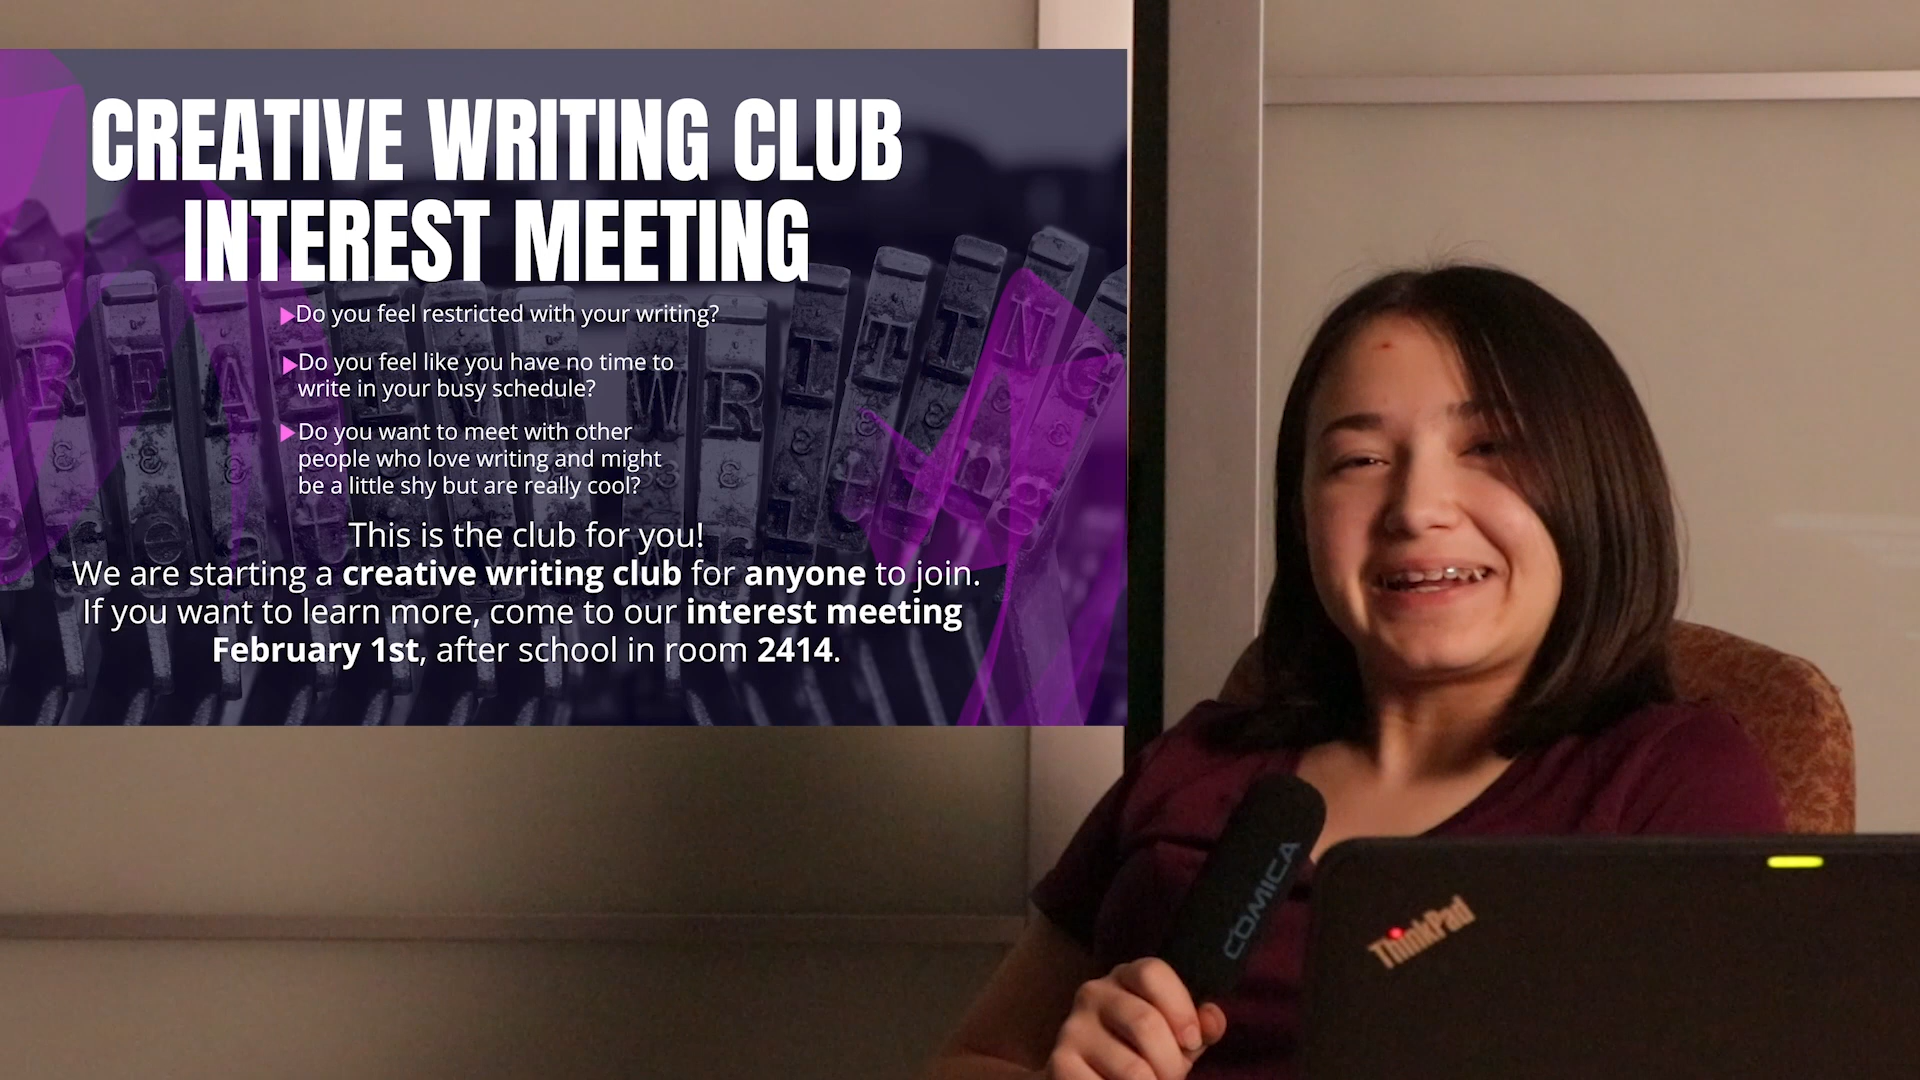 CREATIVE WRITING CLUB
INTEREST MEETING
Do you feel restricted with your writing?
Do you feel like you have no time to
write in your busy schedule?
Do you want to meet with other
people who love writing and might
be a little shy but are really cool?
This is the club for you!
We are starting a creative writing club for anyone to join.
If you want to learn more, come to our interest meeting
February 1st, after school in room 2414.
COMICA
ThinkPad